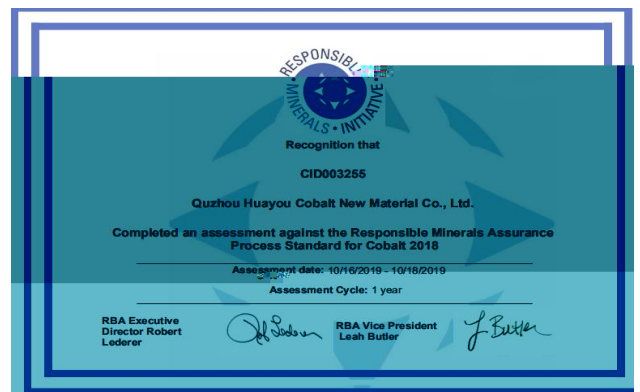 RESPONSIBLE
MINERALS • INITIATIVE
Recognition that
CID003255
Quzhou Huayou Cobalt New Material Co., Ltd.
Completed an assessment against the Responsible Minerals Assurance
Process Standard for Cobalt 2018
Assessment date: 10/16/2019 - 10/18/2019
Assessment Cycle: 1 year
RBA Executive
Director Robert
Lederer
RBA Vice President
Leah Butler